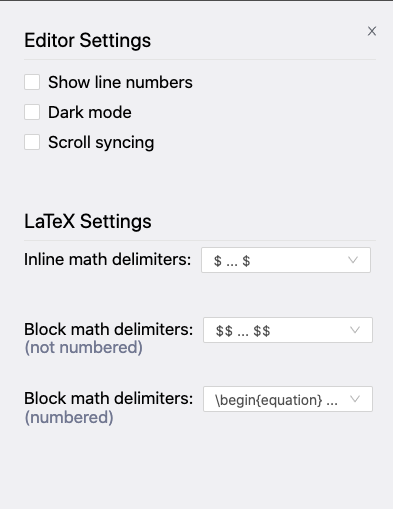 Editor Settings
Show line numbers
Dark mode
Scroll syncing
LaTeX Settings
Inline math delimiters: $ ... $
Block math delimiters: $$ ... $$
(not numbered)
Block math delimiters: \begin{equation} ...
(numbered)